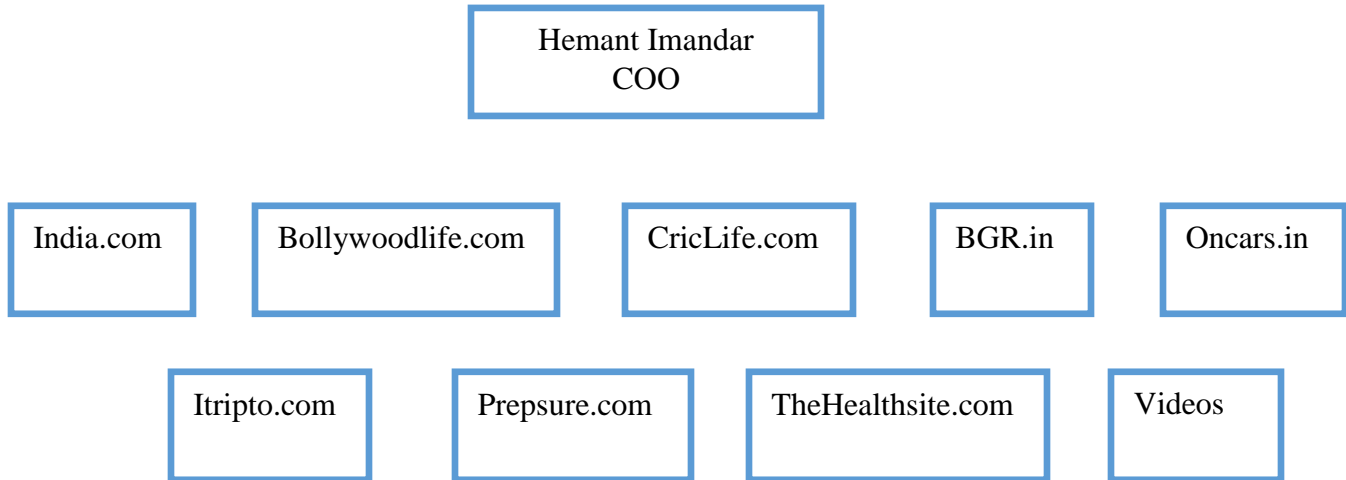 Hemant Imandar
COO
India.com
Bollywoodlife.com
CricLife.com
BGR.in
Oncars.in
Itripto.com
Prepsure.com
TheHealthsite.com
Videos